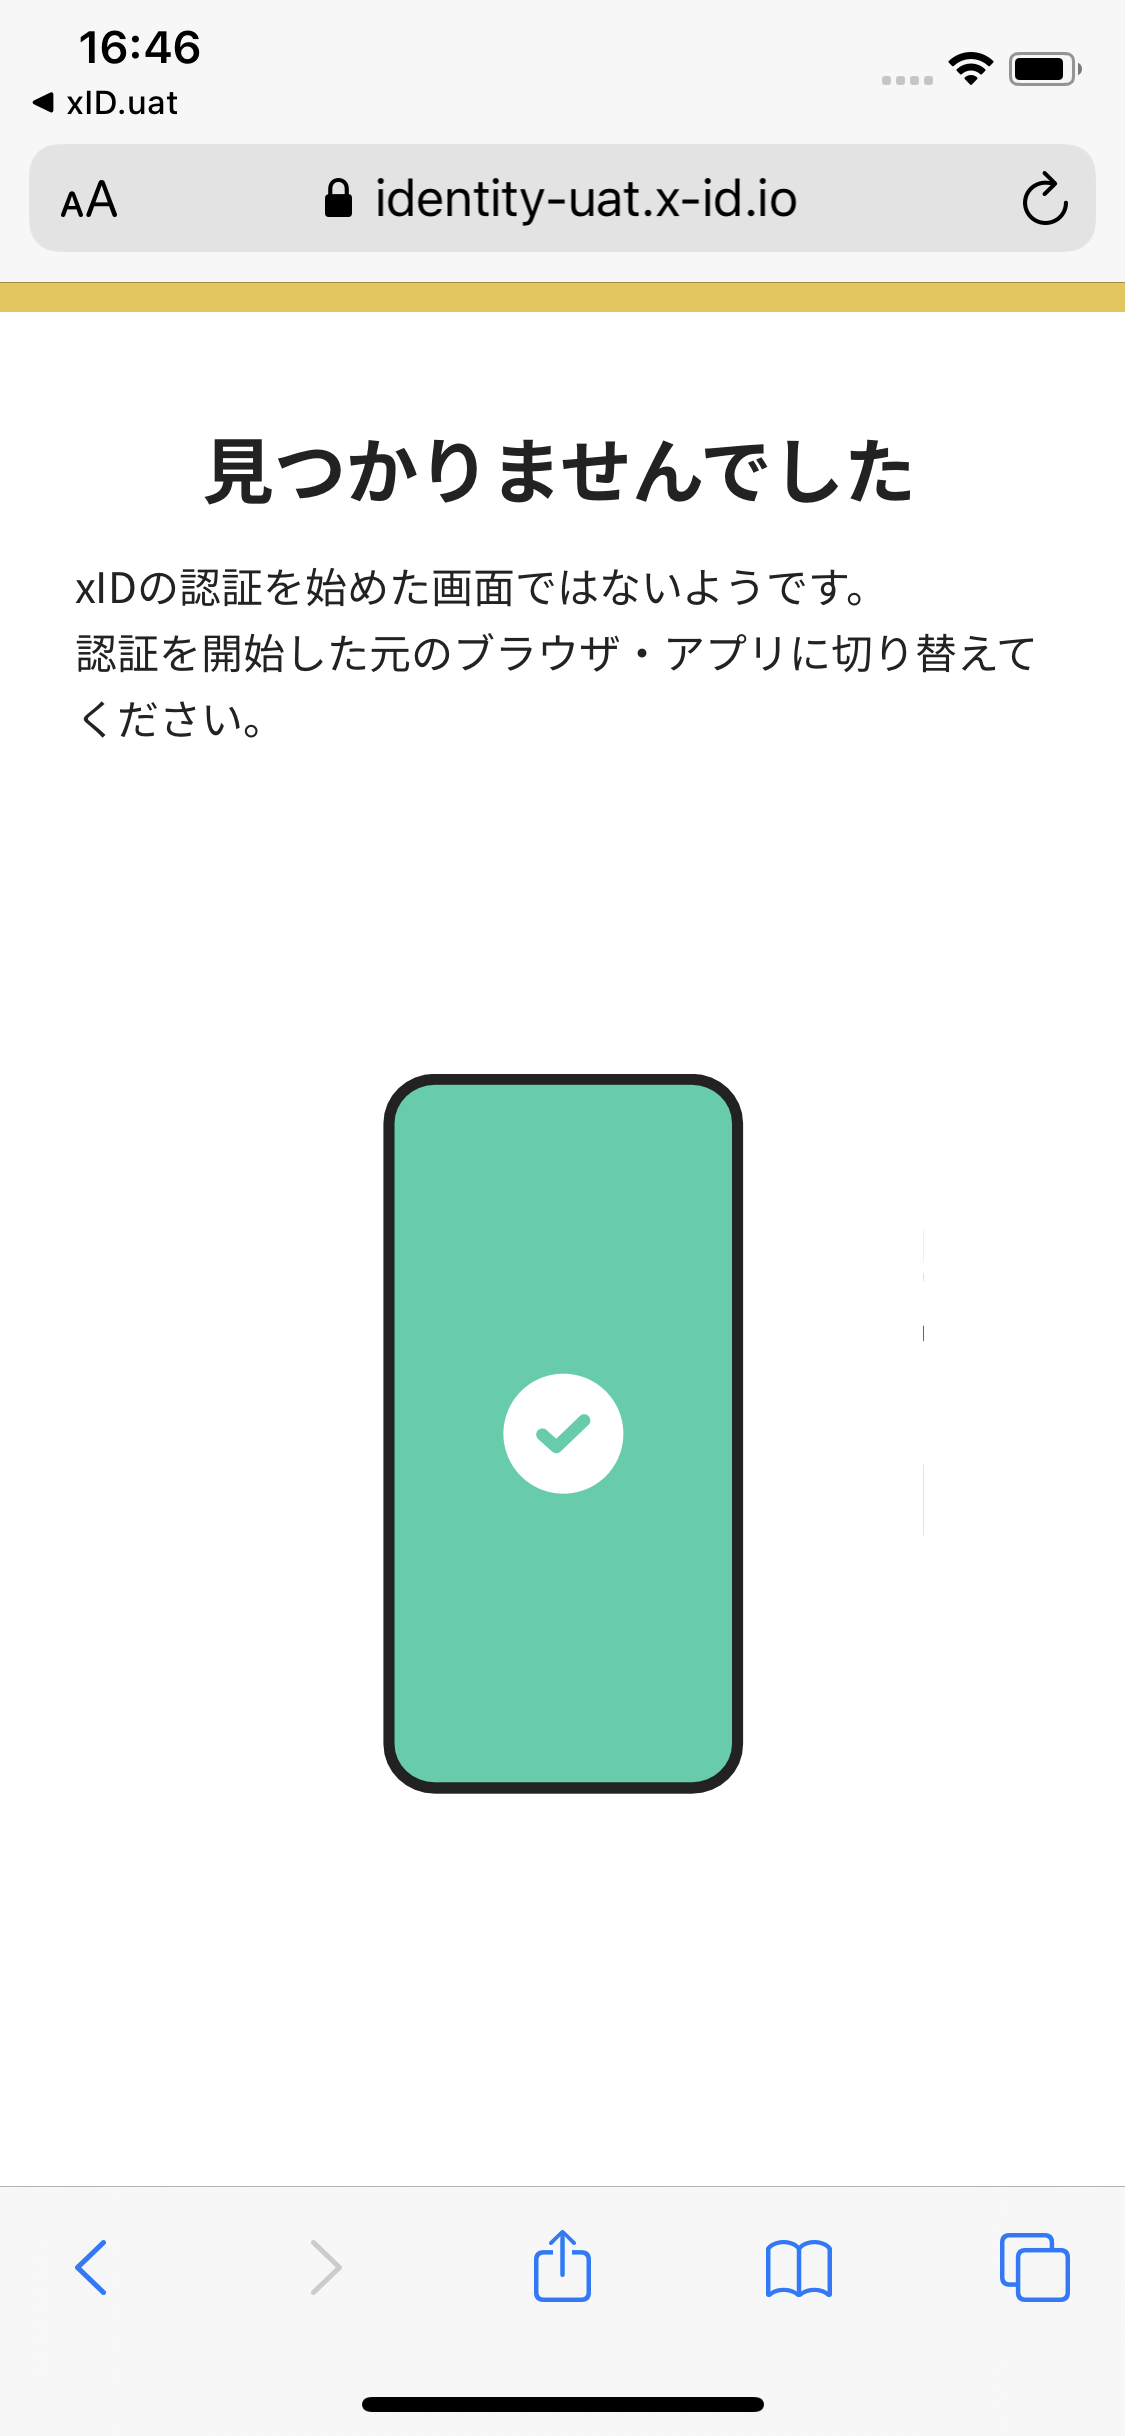 16:46
◀ xID.uat
AA identity-uat.x-id.io
見つかりませんでした
xIDの認証を始めた画面ではないようです。
認証を開始した元のブラウザ・アプリに切り替えて
ください。